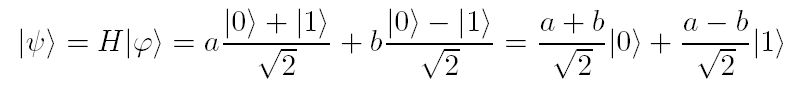 |ψ⟩ = H|φ⟩ = a (|0⟩ + |1⟩)/√2 + b (|0⟩ − |1⟩)/√2 = (a + b)/√2 |0⟩ + (a − b)/√2 |1⟩